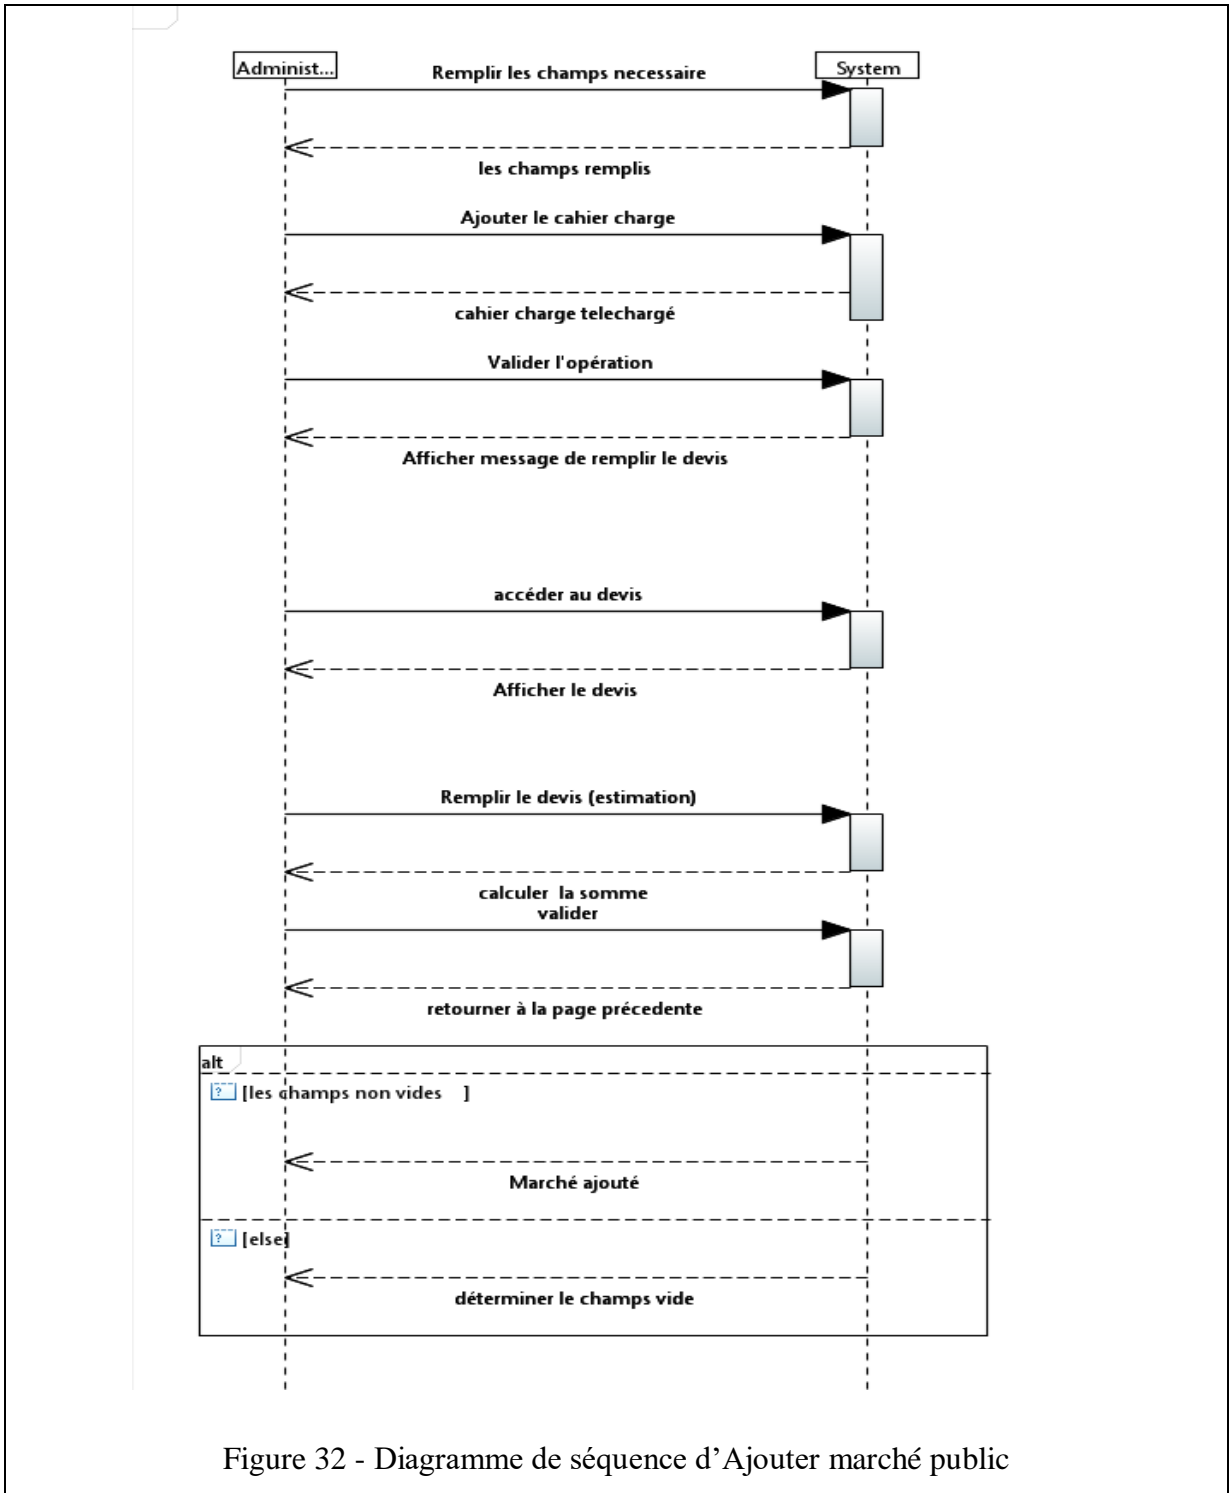 Administ...
System
Remplir les champs necessaire
les champs remplis
Ajouter le cahier charge
cahier charge telechargé
Valider l'opération
Afficher message de remplir le devis
accéder au devis
Afficher le devis
Remplir le devis (estimation)
calculer la somme
valider
retourner à la page précedente
alt
? [les champs non vides ]
Marché ajouté
? [else]
déterminer le champs vide
Figure 32 - Diagramme de séquence d’Ajouter marché public